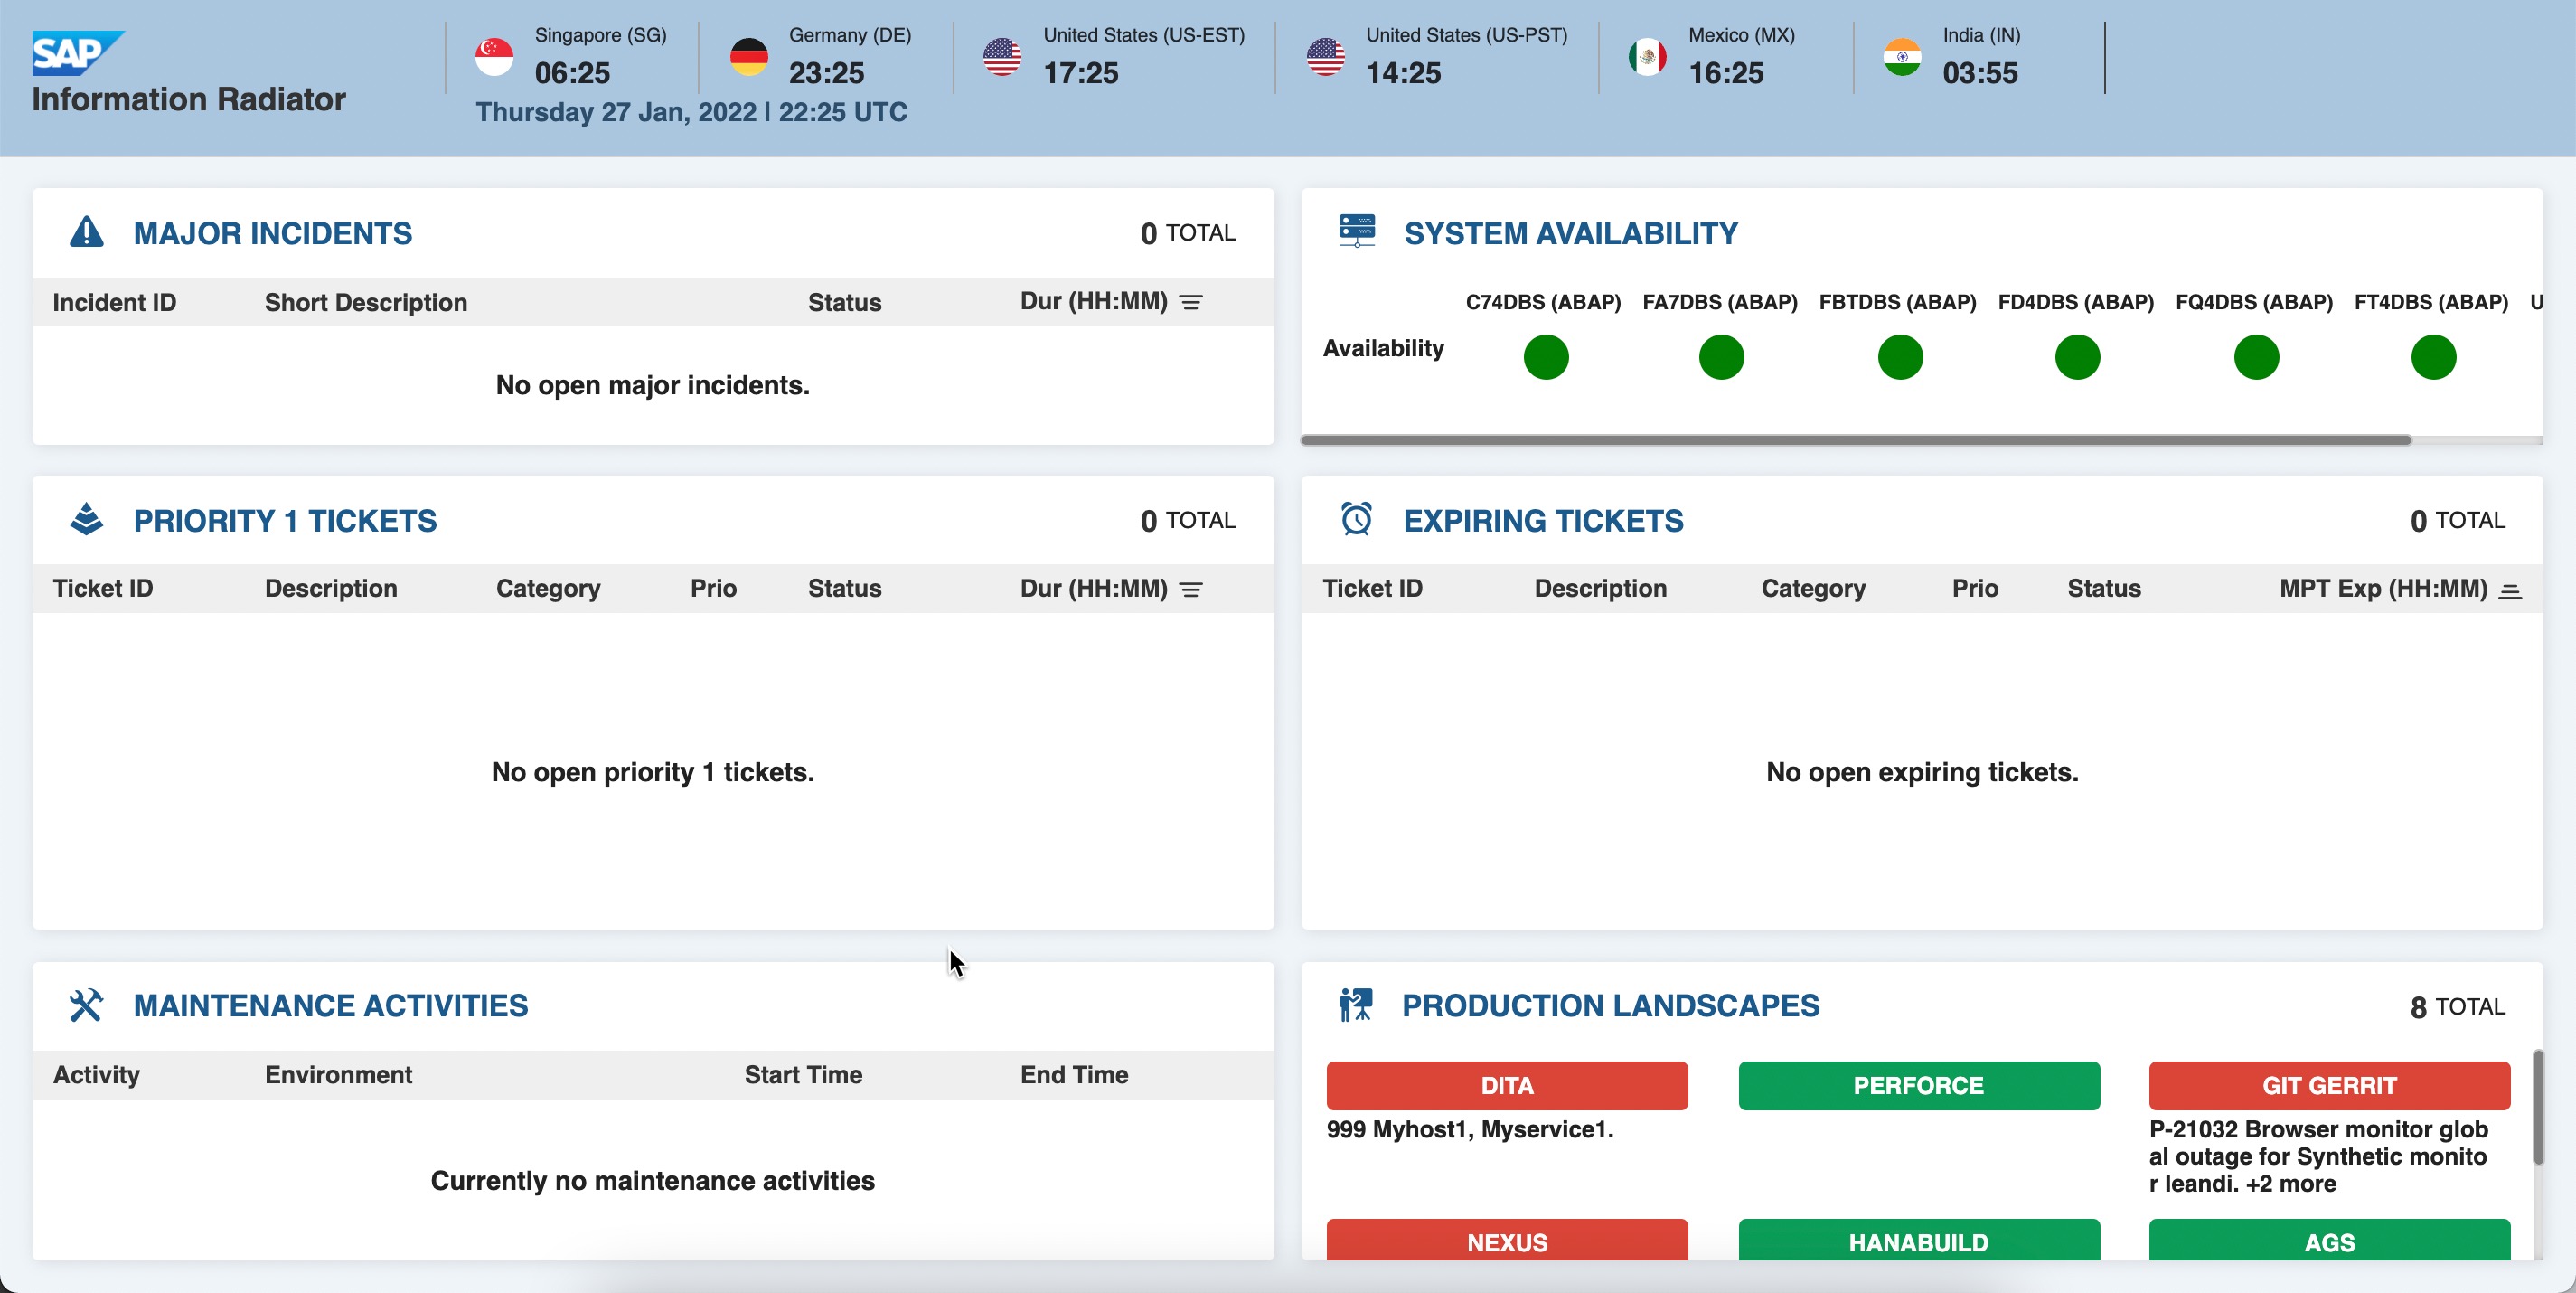 SAP
Information Radiator
Singapore (SG)
06:25
Germany (DE)
23:25
United States (US-EST)
17:25
United States (US-PST)
14:25
Mexico (MX)
16:25
India (IN)
03:55
Thursday 27 Jan, 2022 | 22:25 UTC
MAJOR INCIDENTS
0 TOTAL
Incident ID Short Description Status Dur (HH:MM)
No open major incidents.
SYSTEM AVAILABILITY
C74DBS (ABAP) FA7DBS (ABAP) FBTDBS (ABAP) FD4DBS (ABAP) FQ4DBS (ABAP) FT4DBS (ABAP) U
Availability
PRIORITY 1 TICKETS
0 TOTAL
Ticket ID Description Category Prio Status Dur (HH:MM)
No open priority 1 tickets.
EXPIRING TICKETS
0 TOTAL
Ticket ID Description Category Prio Status MPT Exp (HH:MM)
No open expiring tickets.
MAINTENANCE ACTIVITIES
Activity Environment Start Time End Time
Currently no maintenance activities
PRODUCTION LANDSCAPES
8 TOTAL
DITA
999 Myhost1, Myservice1.
PERFORCE
GIT GERRIT
P-21032 Browser monitor glob
al outage for Synthetic monito
r leandi. +2 more
NEXUS
HANABUILD
AGS